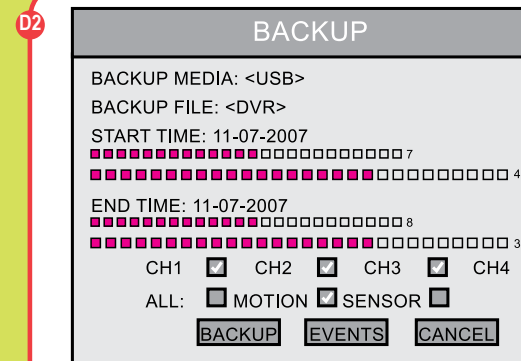 D2
BACKUP
BACKUP MEDIA: <USB>
BACKUP FILE: <DVR>
START TIME: 11-07-2007
7
4
END TIME: 11-07-2007
8
3
CH1 CH2 CH3 CH4
ALL: MOTION SENSOR
BACKUP EVENTS CANCEL